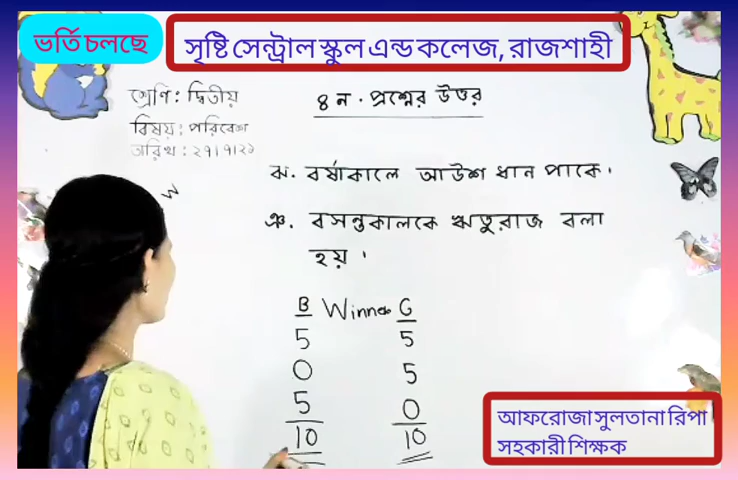 ভর্তি চলছে
সৃষ্টি সেন্ট্রাল স্কুল এন্ড কলেজ, রাজশাহী
শ্রেণি: দ্বিতীয়
৪ ন. প্রশ্নের উত্তর
বিষয়: পরিবেশ
তারিখ: ২৭।৭।২১
ঝ. বর্ষাকালে আউশ ধান পাকে।
ঞ. বসন্তকালকে ঋতুরাজ বলা
হয়।
W
B Winner G
5 5
0 5
5 0
10 10
আফরোজা সুলতানা রিপা
সহকারী শিক্ষক